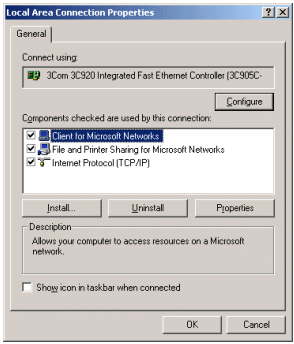 Local Area Connection Properties
General
Connect using:
3Com 3C920 Integrated Fast Ethernet Controller (3C905C-
Configure
Components checked are used by this connection:
Client for Microsoft Networks
File and Printer Sharing for Microsoft Networks
Internet Protocol (TCP/IP)
Install... Uninstall Properties
Description
Allows your computer to access resources on a Microsoft
network.
Show icon in taskbar when connected
OK Cancel